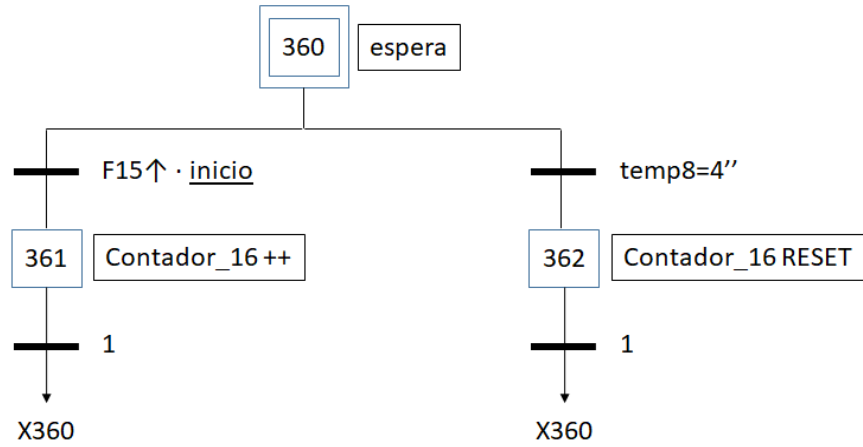 360
espera
F15↑ · inicio
temp8=4’’
361
Contador_16 ++
362
Contador_16 RESET
1
1
X360
X360